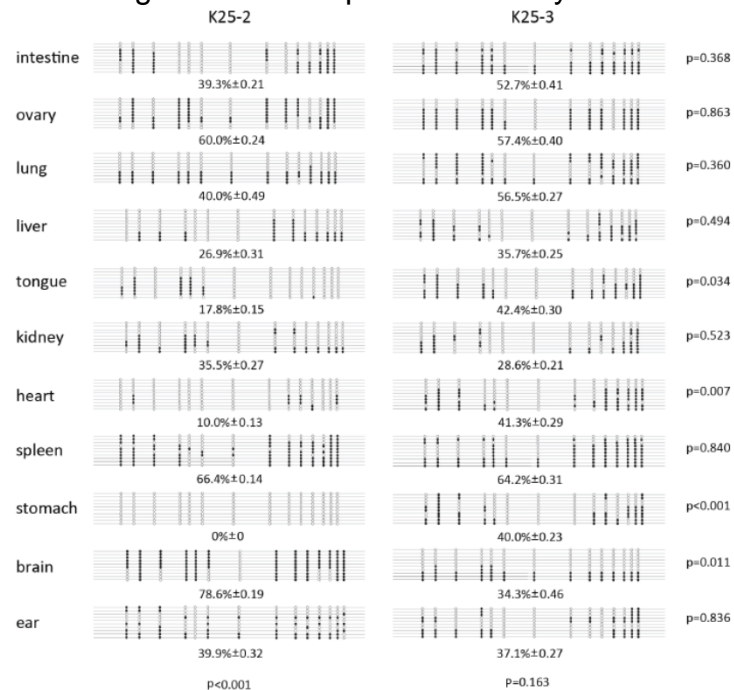 K25-2 K25-3
intestine 39.3%±0.21 52.7%±0.41 p=0.368
ovary 60.0%±0.24 57.4%±0.40 p=0.863
lung 40.0%±0.49 56.5%±0.27 p=0.360
liver 26.9%±0.31 35.7%±0.25 p=0.494
tongue 17.8%±0.15 42.4%±0.30 p=0.034
kidney 35.5%±0.27 28.6%±0.21 p=0.523
heart 10.0%±0.13 41.3%±0.29 p=0.007
spleen 66.4%±0.14 64.2%±0.31 p=0.840
stomach 0%±0 40.0%±0.23 p<0.001
brain 78.6%±0.19 34.3%±0.46 p=0.011
ear 39.9%±0.32 37.1%±0.27 p=0.836
p<0.001 P=0.163